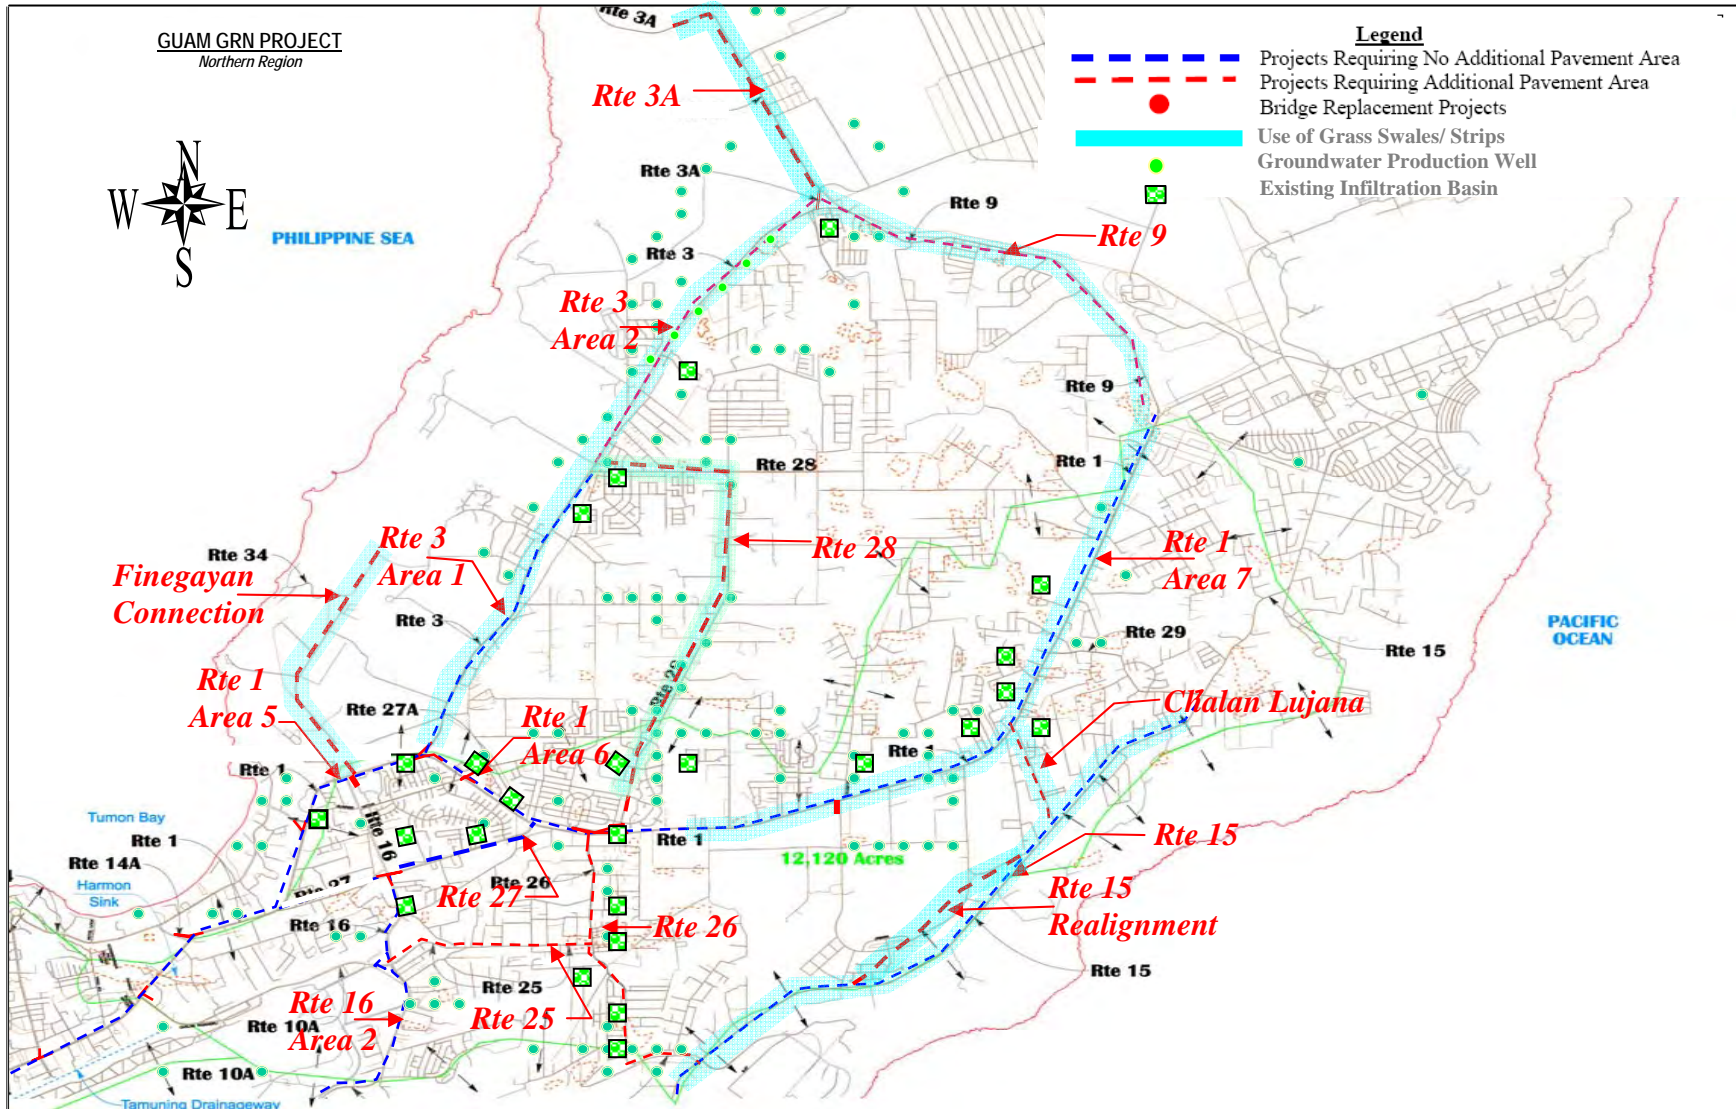 GUAM GRN PROJECT
Northern Region
Legend
Projects Requiring No Additional Pavement Area
Projects Requiring Additional Pavement Area
Bridge Replacement Projects
Use of Grass Swales/ Strips
Groundwater Production Well
Existing Infiltration Basin
N
W
E
S
Rte 3A
Rte 3A
Rte 3A
Rte 9
Rte 9
PHILIPPINE SEA
Rte 3
Rte 3
Area 2
Rte 9
Rte 28
Rte 1
Rte 34
Rte 3
Area 1
Rte 28
Rte 1
Area 7
Finegayan
Connection
Rte 3
Rte 29
PACIFIC
OCEAN
Rte 15
Rte 28
Rte 1
Area 5
Rte 27A
Rte 1
Area 6
Chalan Lujana
Rte
Rte 1
Tumon Bay
Rte 1
Rte 14A
Rte 16
Rte 1
Rte 15
12,120 Acres
Harmon
Sink
Rte 27
Rte 26
Rte 27
Rte 15
Realignment
Rte 16
Rte 26
Rte 15
Rte 25
Rte 16
Area 2
Rte 25
Rte 10A
Rte 10A
Tamuning Drainageway